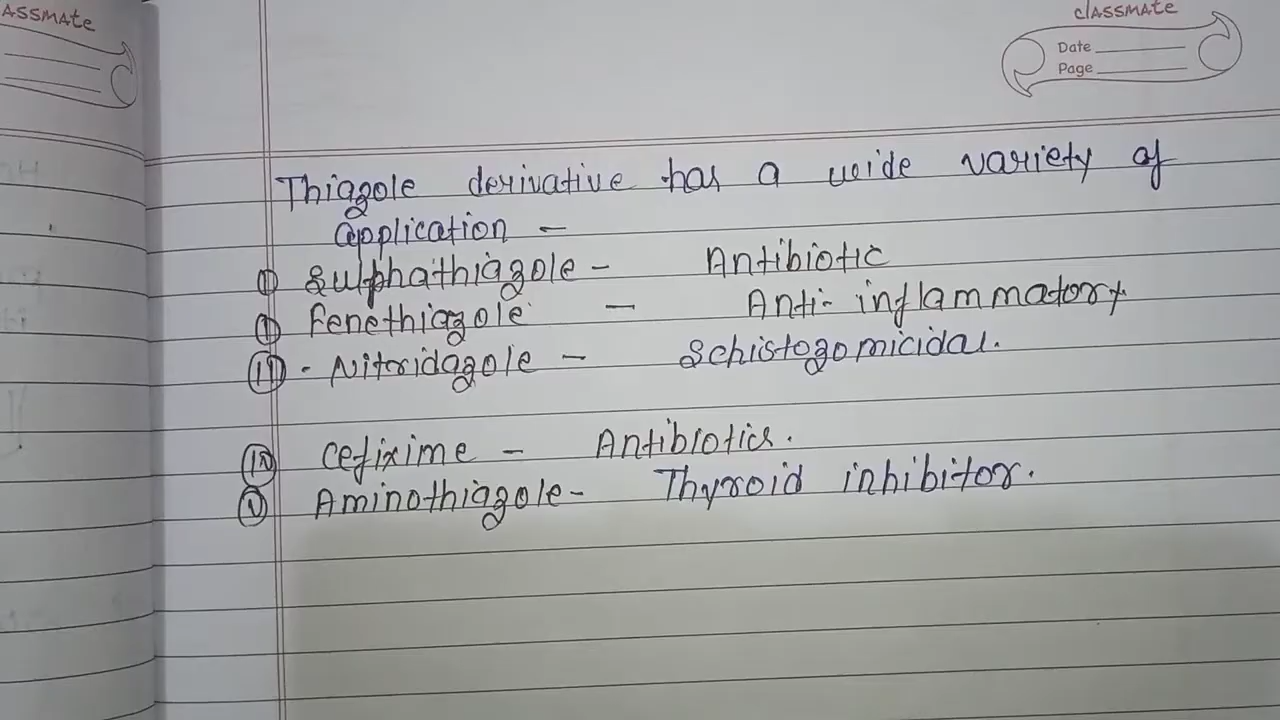 ASSMATE
classmate
Date
Page
Thiazole derivative has a wide variety of
application -
(i) Sulphathiazole - Antibiotic
(i) Fenethiazole - Anti-inflammatory
(iii) · Nitridazole - Schistozomicidal.
(iv) Cefixime - Antibiotics.
(v) Aminothiazole - Thyroid inhibitor.